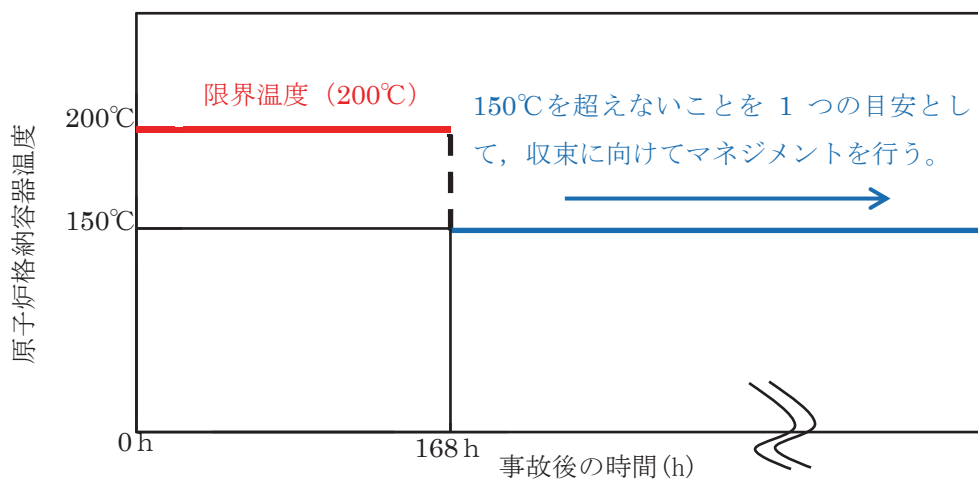 限界温度（200℃）
150℃を超えないことを 1 つの目安とし
て，収束に向けてマネジメントを行う。
200℃
150℃
原子炉格納容器温度
0ｈ
168ｈ
事故後の時間(h)